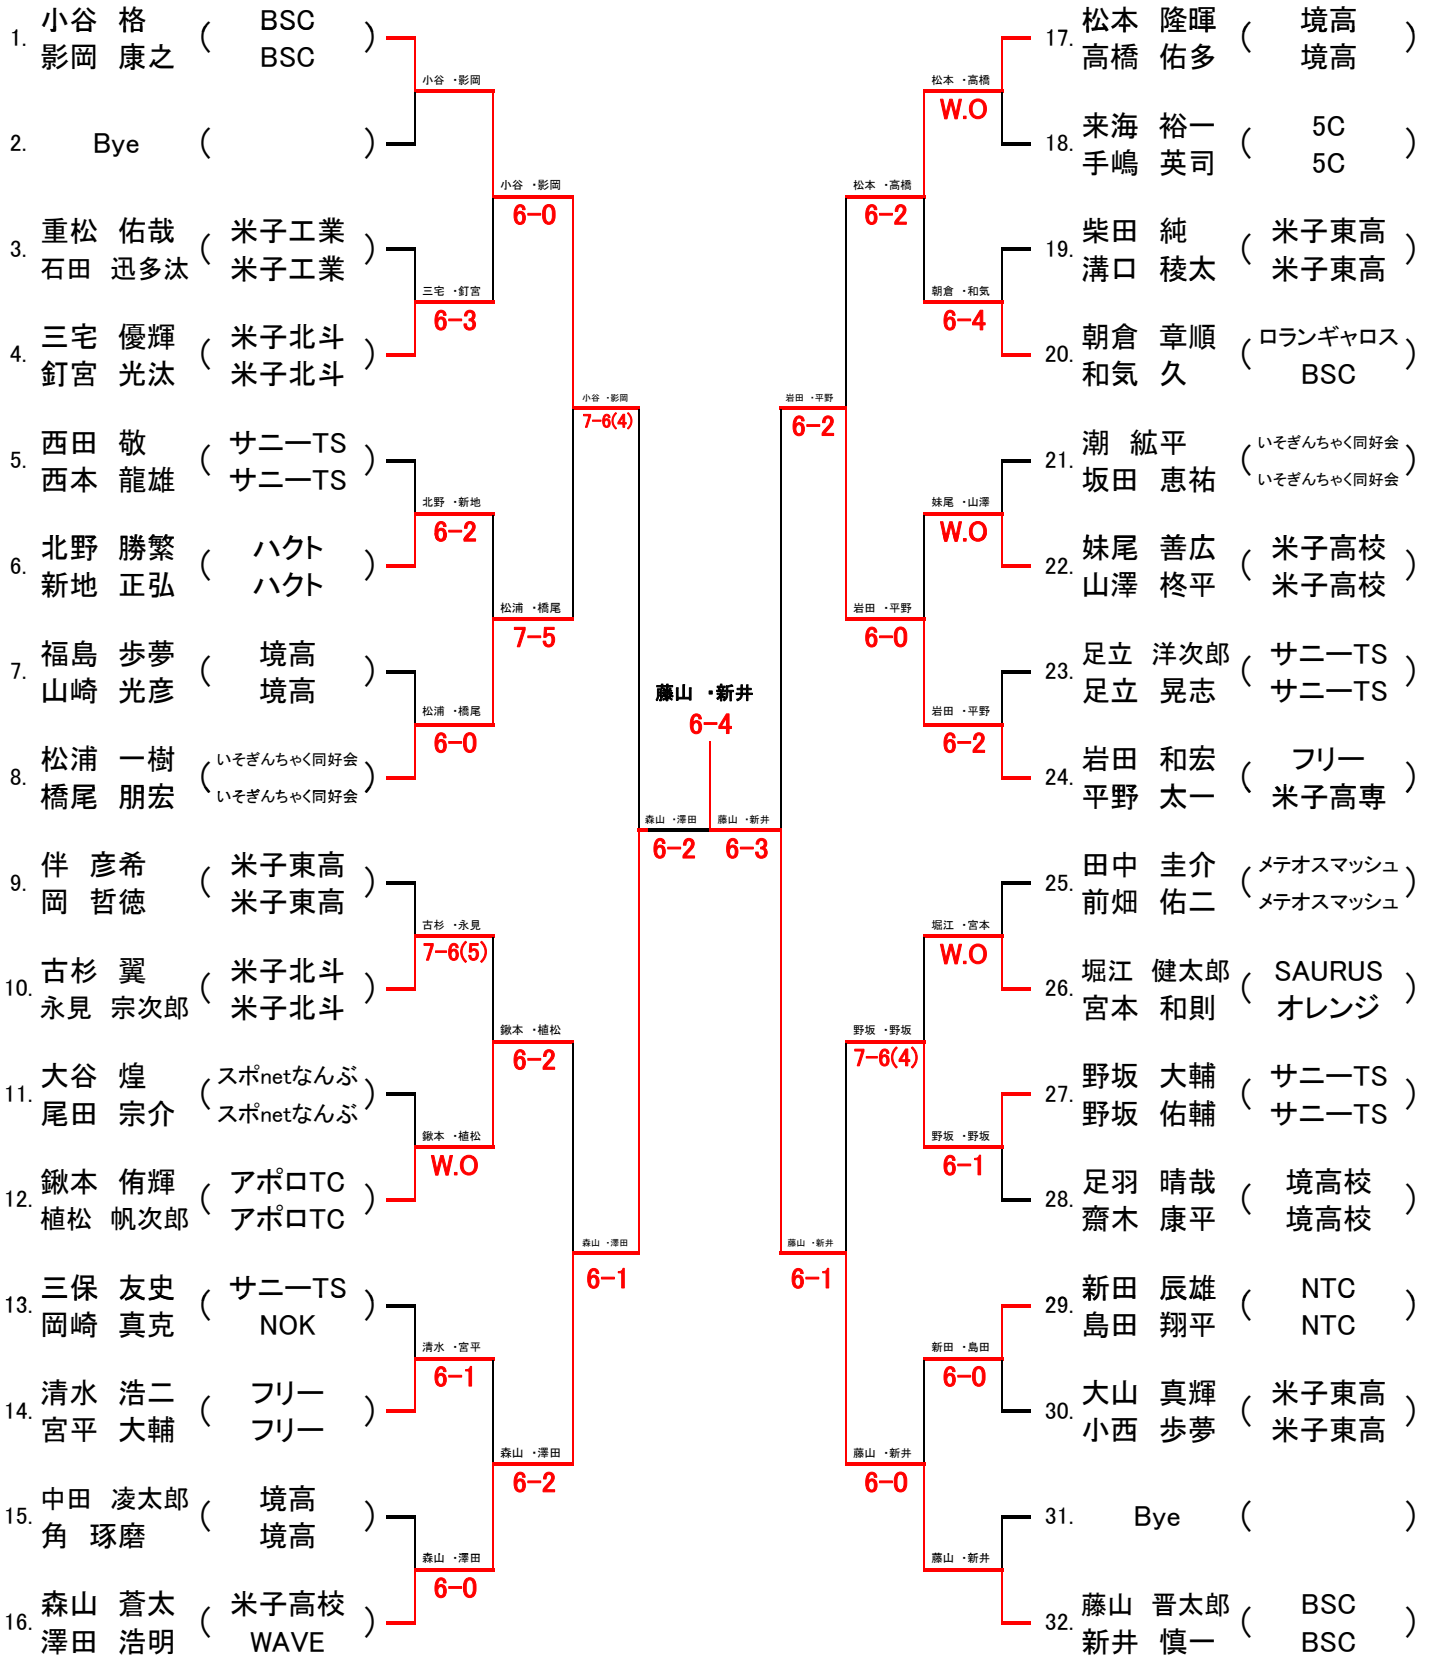 1. 小谷 格 ( BSC )
影岡 康之 BSC
2. Bye ( )
3. 重松 佑哉 ( 米子工業 )
石田 迅多汰 米子工業
4. 三宅 優輝 ( 米子北斗 )
釘宮 光汰 米子北斗
5. 西田 敬 ( サニーTS )
西本 龍雄 サニーTS
6. 北野 勝繁 ( ハクト )
新地 正弘 ハクト
7. 福島 歩夢 ( 境高 )
山崎 光彦 境高
8. 松浦 一樹 ( いそぎんちゃく同好会 )
橋尾 朋宏 いそぎんちゃく同好会
9. 伴 彦希 ( 米子東高 )
岡 哲徳 米子東高
10. 古杉 翼 ( 米子北斗 )
永見 宗次郎 米子北斗
11. 大谷 煌 ( スポnetなんぶ )
尾田 宗介 スポnetなんぶ
12. 鍬本 侑輝 ( アポロTC )
植松 帆次郎 アポロTC
13. 三保 友史 ( サニーTS )
岡崎 真克 NOK
14. 清水 浩二 ( フリー )
宮平 大輔 フリー
15. 中田 凌太郎 ( 境高 )
角 琢磨 境高
16. 森山 蒼太 ( 米子高校 )
澤田 浩明 WAVE
小谷 ・影岡
三宅 ・釘宮
6-3
北野 ・新地
6-2
松浦 ・橋尾
6-0
古杉 ・永見
7-6(5)
鍬本 ・植松
W.O
清水 ・宮平
6-1
森山 ・澤田
6-0
小谷 ・影岡
6-0
松浦 ・橋尾
7-5
鍬本 ・植松
6-2
森山 ・澤田
6-2
小谷 ・影岡
7-6(4)
森山 ・澤田
6-1
森山 ・澤田
6-2
藤山 ・新井
6-4
藤山 ・新井
6-3
岩田 ・平野
6-2
藤山 ・新井
6-1
松本 ・高橋
6-2
岩田 ・平野
6-0
野坂 ・野坂
7-6(4)
藤山 ・新井
6-0
松本 ・高橋
W.O
朝倉 ・和気
6-4
妹尾 ・山澤
W.O
岩田 ・平野
6-2
堀江 ・宮本
W.O
野坂 ・野坂
6-1
新田 ・島田
6-0
藤山 ・新井
17. 松本 隆暉 ( 境高 )
高橋 佑多 境高
18. 来海 裕一 ( 5C )
手嶋 英司 5C
19. 柴田 純 ( 米子東高 )
溝口 稜太 米子東高
20. 朝倉 章順 ( ロランギャロス )
和気 久 BSC
21. 潮 紘平 ( いそぎんちゃく同好会 )
坂田 恵祐 いそぎんちゃく同好会
22. 妹尾 善広 ( 米子高校 )
山澤 柊平 米子高校
23. 足立 洋次郎 ( サニーTS )
足立 晃志 サニーTS
24. 岩田 和宏 ( フリー )
平野 太一 米子高専
25. 田中 圭介 ( メテオスマッシュ )
前畑 佑二 メテオスマッシュ
26. 堀江 健太郎 ( SAURUS )
宮本 和則 オレンジ
27. 野坂 大輔 ( サニーTS )
野坂 佑輔 サニーTS
28. 足羽 晴哉 ( 境高校 )
齋木 康平 境高校
29. 新田 辰雄 ( NTC )
島田 翔平 NTC
30. 大山 真輝 ( 米子東高 )
小西 歩夢 米子東高
31. Bye ( )
32. 藤山 晋太郎 ( BSC )
新井 慎一 BSC